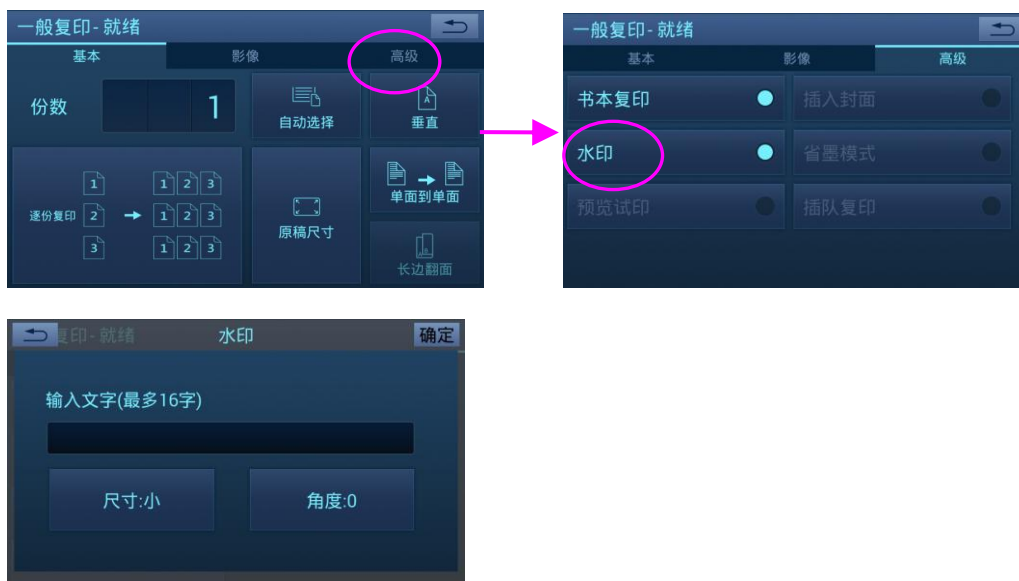 一般复印- 就绪
基本 影像 高级
份数 1
自动选择
A
垂直
逐份复印
1 1 2 3
2 1 2 3
3 1 2 3
原稿尺寸
单面到单面
长边翻面
一般复印- 就绪
基本 影像 高级
书本复印 插入封面
水印 省墨模式
预览试印 插队复印
复印- 就绪 水印 确定
输入文字(最多16字)
尺寸:小 角度:0